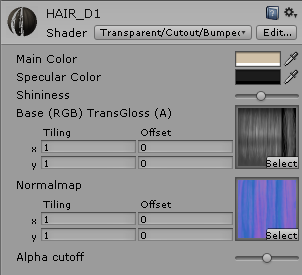 HAIR_D1
Shader Transparent/Cutout/Bumpe Edit...
Main Color
Specular Color
Shininess
Base (RGB) TransGloss (A)
Tiling Offset
x 1 0
y 1 0
Select
Normalmap
Tiling Offset
x 1 0
y 1 0
Select
Alpha cutoff